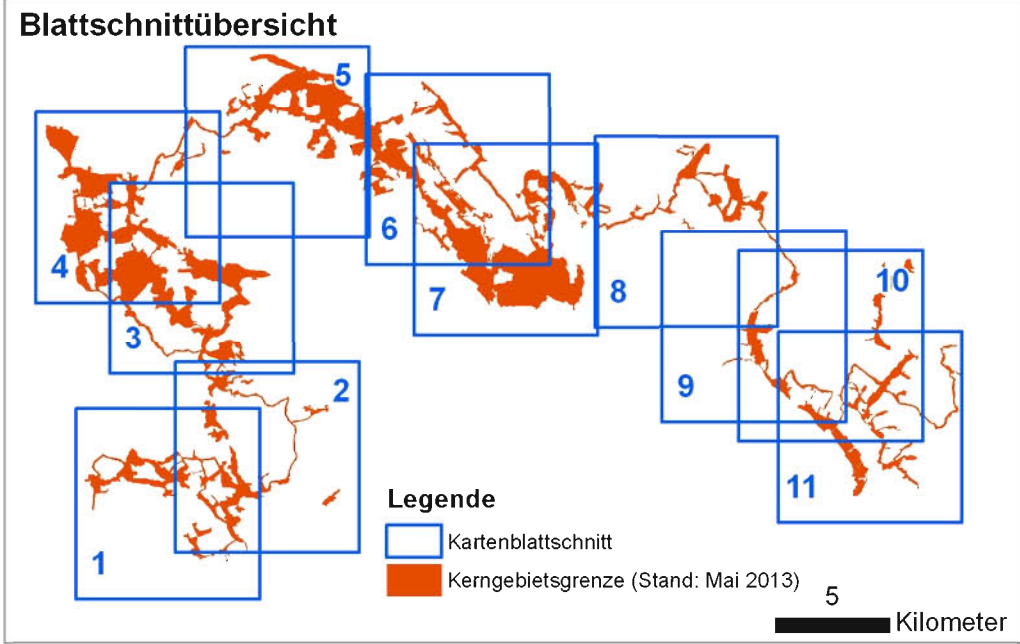 Blattschnittübersicht
5
4
6
7
8
10
3
9
2
11
1
Legende
Kartenblattschnitt
Kerngebietsgrenze (Stand: Mai 2013)
5
Kilometer